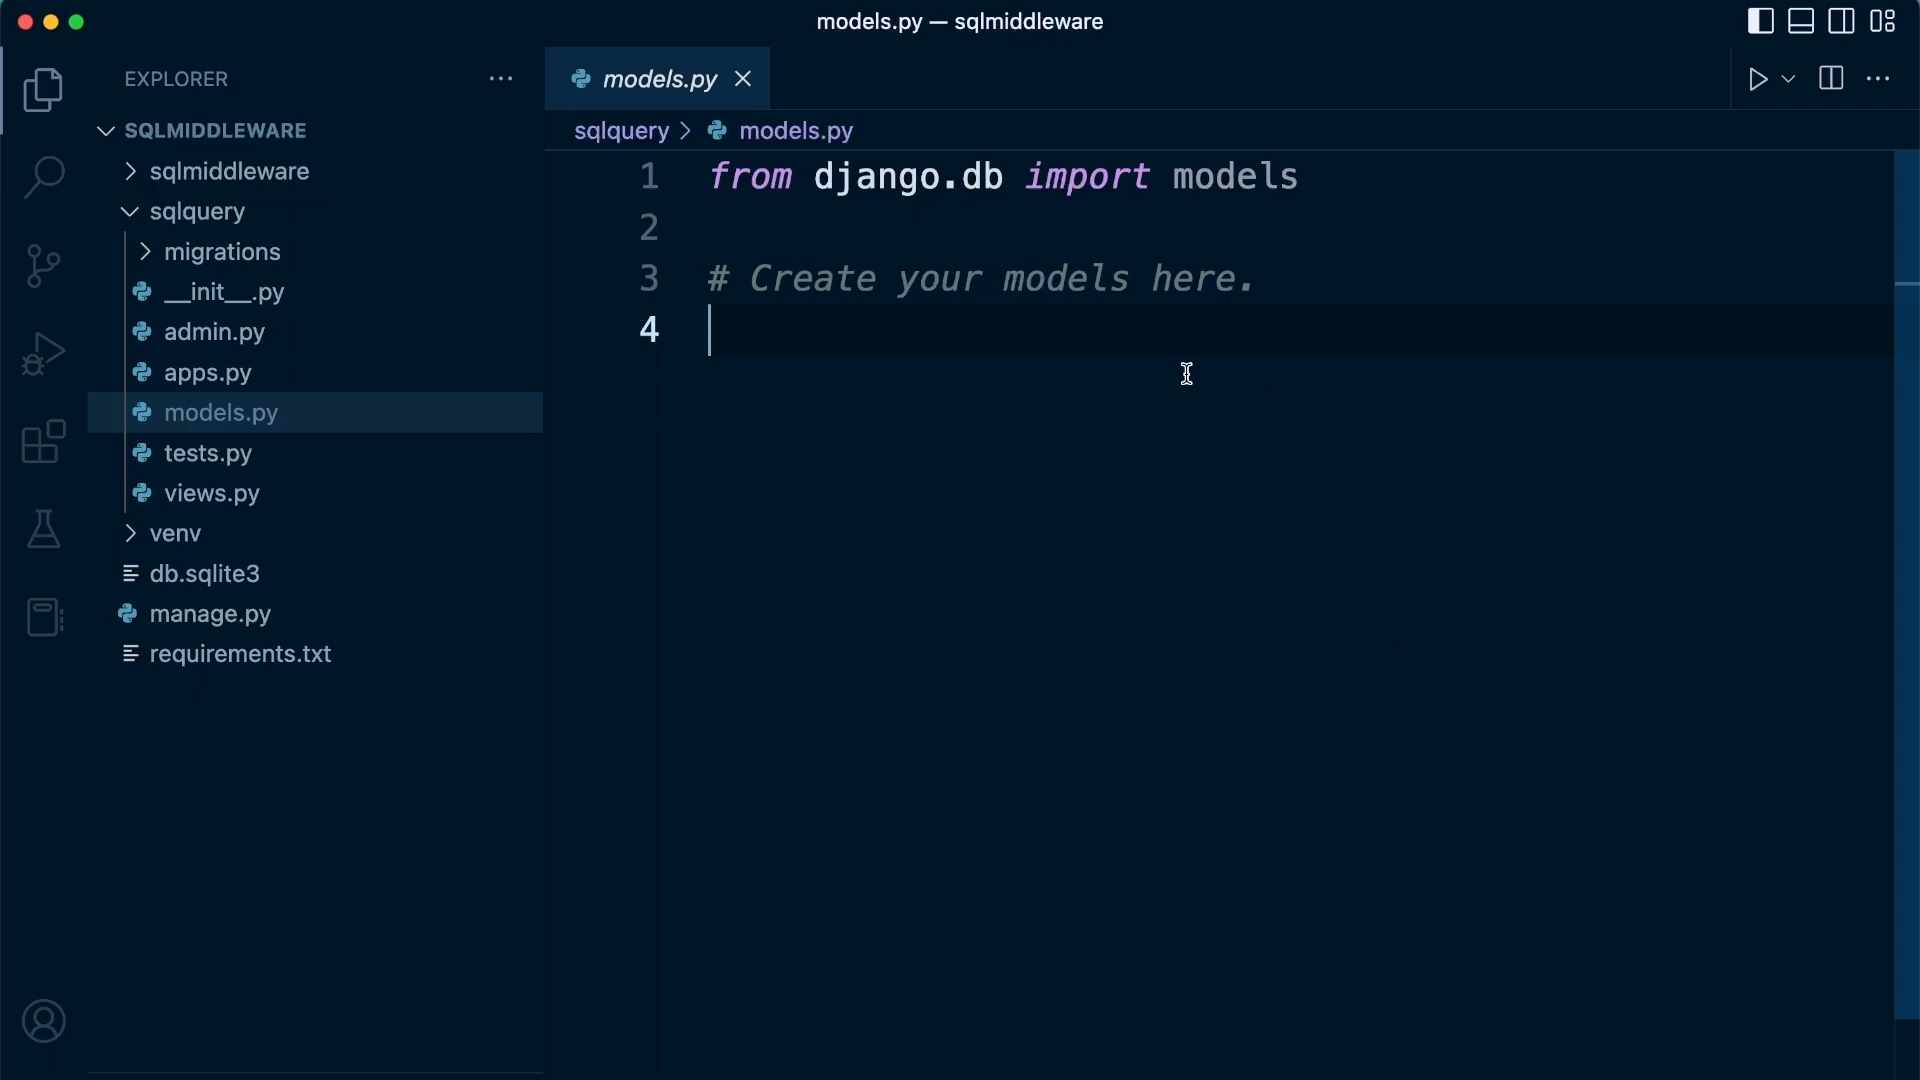 models.py — sqlmiddleware
EXPLORER
SQLMIDDLEWARE
sqlmiddleware
sqlquery
migrations
__init__.py
admin.py
apps.py
models.py
tests.py
views.py
venv
db.sqlite3
manage.py
requirements.txt
models.py
sqlquery > models.py
1 from django.db import models
2
3 # Create your models here.
4